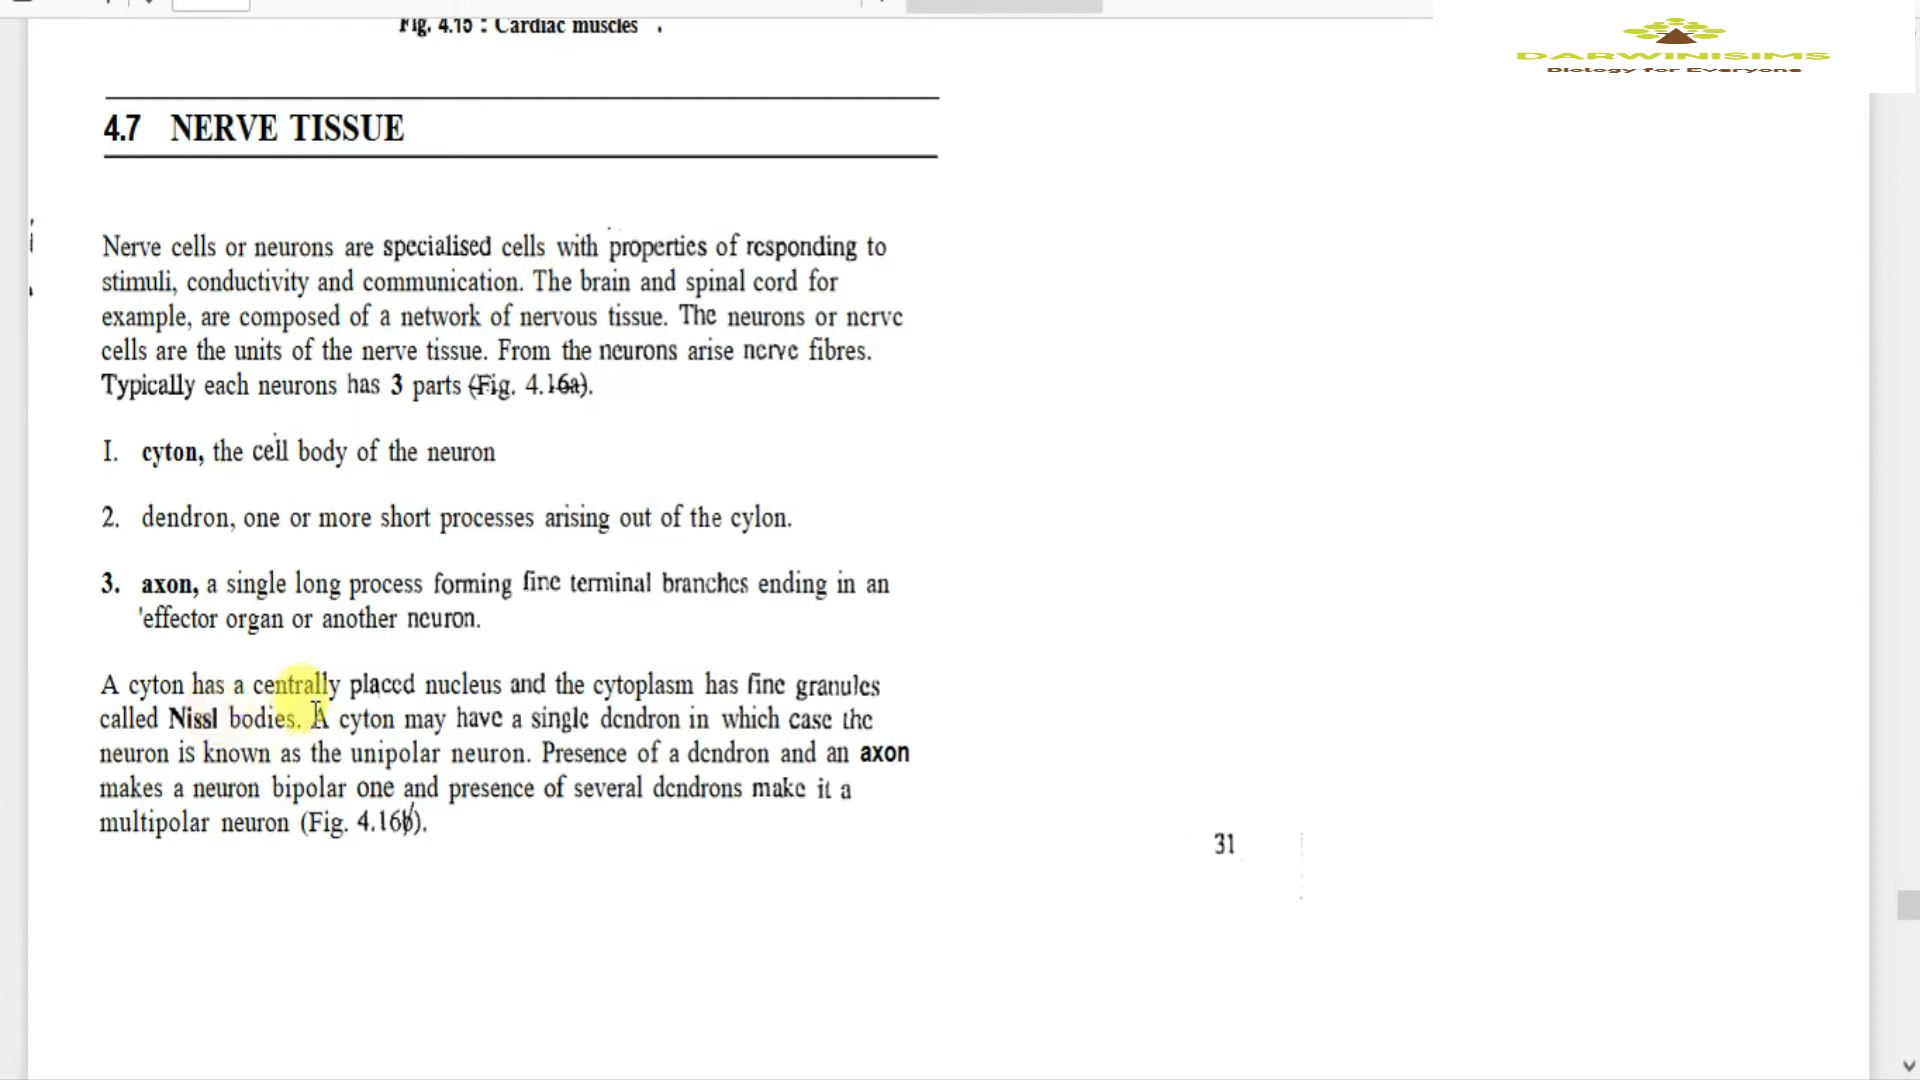 Fig. 4.15 : Cardiac muscles
DARWINISIMS
Biology for Everyone
4.7 NERVE TISSUE
Nerve cells or neurons are specialised cells with properties of responding to
stimuli, conductivity and communication. The brain and spinal cord for
example, are composed of a network of nervous tissue. The neurons or nerve
cells are the units of the nerve tissue. From the neurons arise nerve fibres.
Typically each neurons has 3 parts (Fig. 4.16a).
I. cyton, the cell body of the neuron
2. dendron, one or more short processes arising out of the cylon.
3. axon, a single long process forming fine terminal branches ending in an
'effector organ or another neuron.
A cyton has a centrally placed nucleus and the cytoplasm has fine granules
called Nissl bodies. A cyton may have a single dendron in which case the
neuron is known as the unipolar neuron. Presence of a dendron and an axon
makes a neuron bipolar one and presence of several dendrons make it a
multipolar neuron (Fig. 4.16b).
31